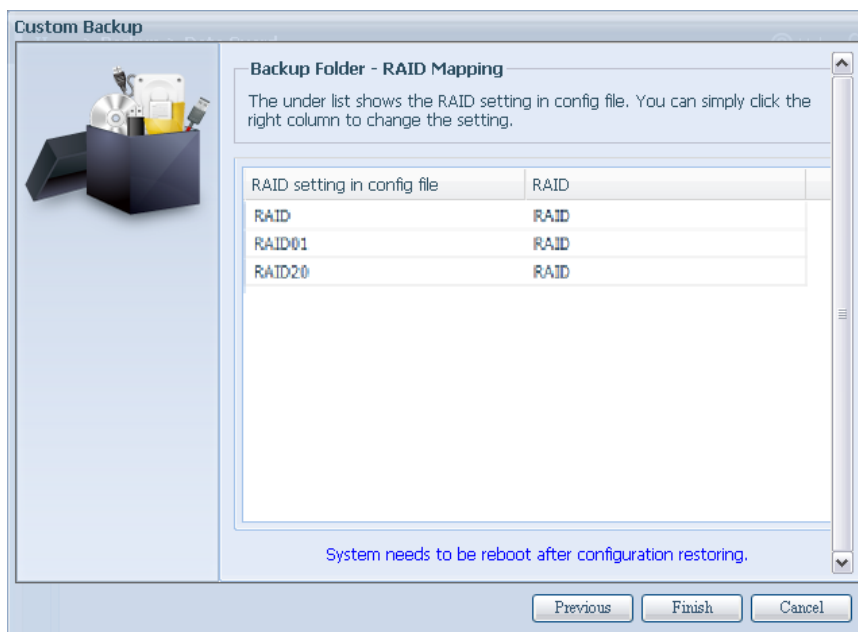 Custom Backup
Backup Folder - RAID Mapping
The under list shows the RAID setting in config file. You can simply click the
right column to change the setting.
RAID setting in config file RAID
RAID RAID
RAID01 RAID
RAID20 RAID
System needs to be reboot after configuration restoring.
Previous Finish Cancel